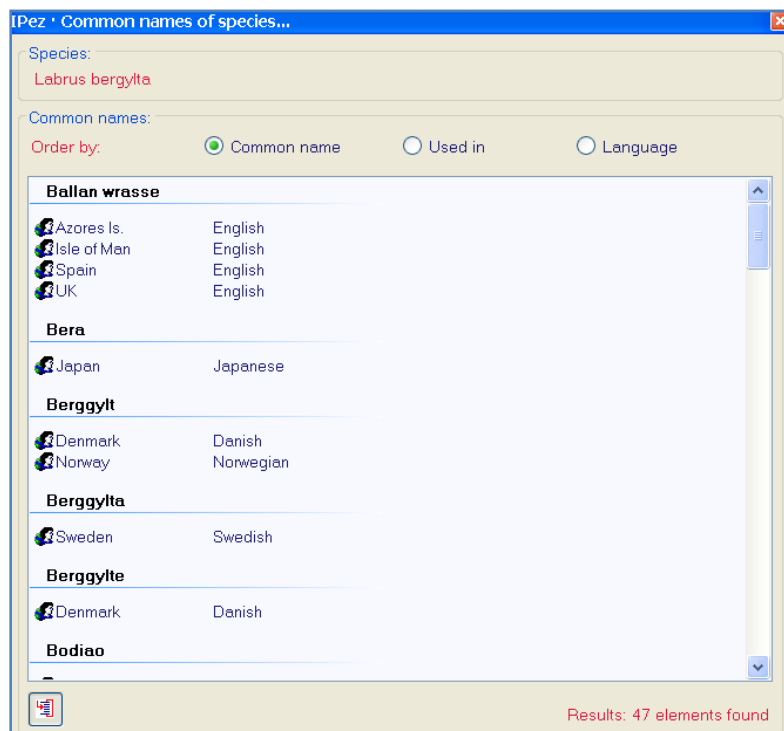 IPez · Common names of species...
Species:
Labrus bergylta
Common names:
Order by: Common name Used in Language
Ballan wrasse
Azores Is. English
Isle of Man English
Spain English
UK English
Bera
Japan Japanese
Berggylt
Denmark Danish
Norway Norwegian
Berggylta
Sweden Swedish
Berggylte
Denmark Danish
Bodiao
Results: 47 elements found